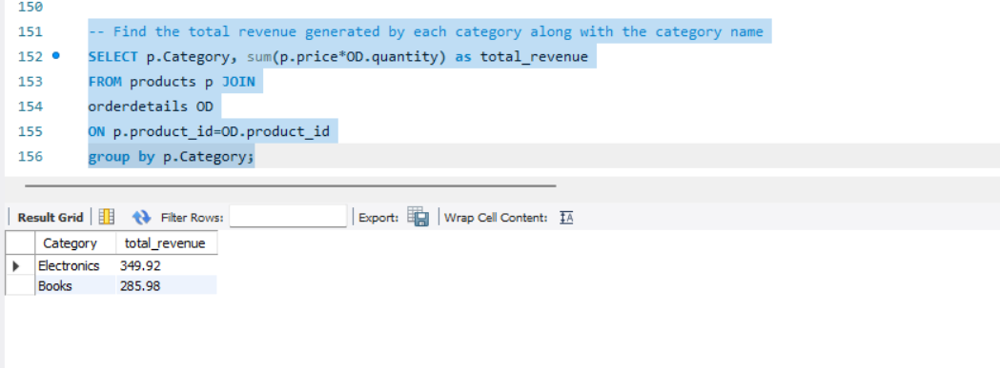 150
151 -- Find the total revenue generated by each category along with the category name
152 SELECT p.Category, sum(p.price*OD.quantity) as total_revenue
153 FROM products p JOIN
154 orderdetails OD
155 ON p.product_id=OD.product_id
156 group by p.Category;
Result Grid Filter Rows: Export: Wrap Cell Content: IA
Category total_revenue
Electronics 349.92
Books 285.98